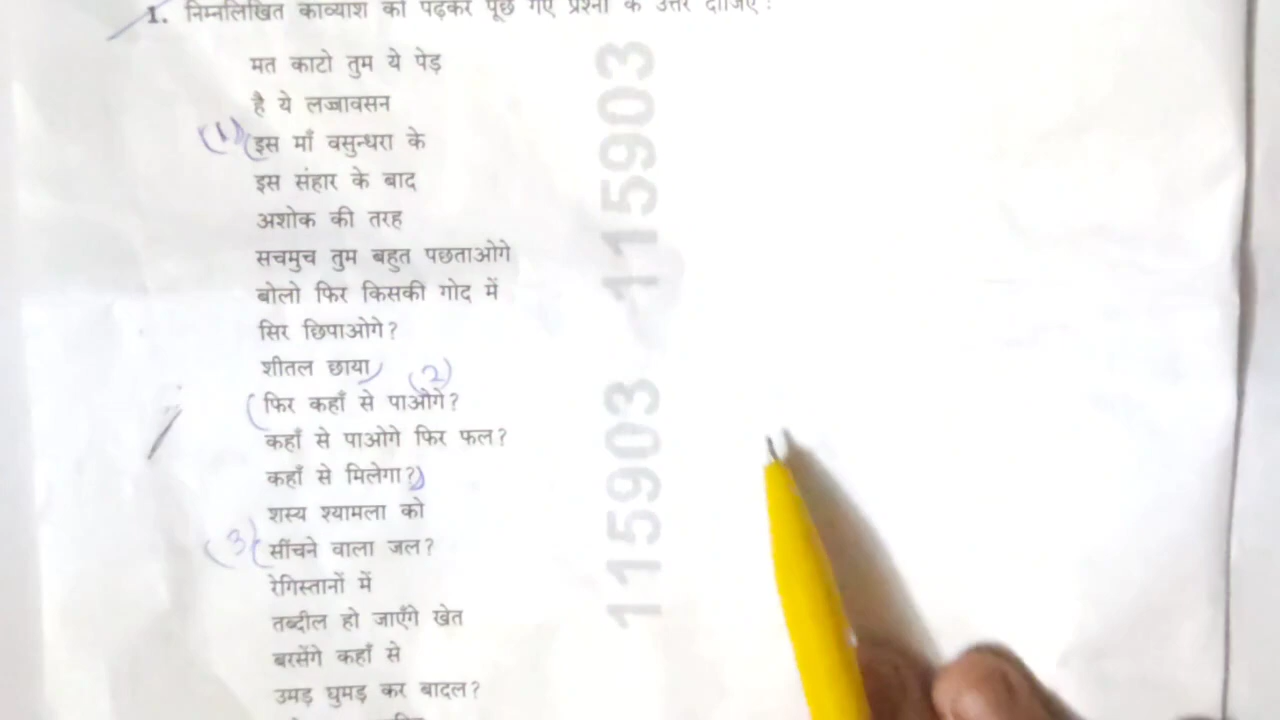 1. निम्नलिखित काव्यांश को पढ़कर पूछे गए प्रश्नों के उत्तर दीजिए :
मत काटो तुम ये पेड़
है ये लज्जावसन
(1) (इस माँ वसुन्धरा के
इस संहार के बाद
अशोक की तरह
सचमुच तुम बहुत पछताओगे
बोलो फिर किसकी गोद में
सिर छिपाओगे?
शीतल छाया) (2)
(फिर कहाँ से पाओगे?
कहाँ से पाओगे फिर फल?
कहाँ से मिलेगा?)
शस्य श्यामला को
(3) (सींचने वाला जल?
रेगिस्तानों में
तब्दील हो जाएँगे खेत
बरसेंगे कहाँ से
उमड़ घुमड़ कर बादल?
115903 115903